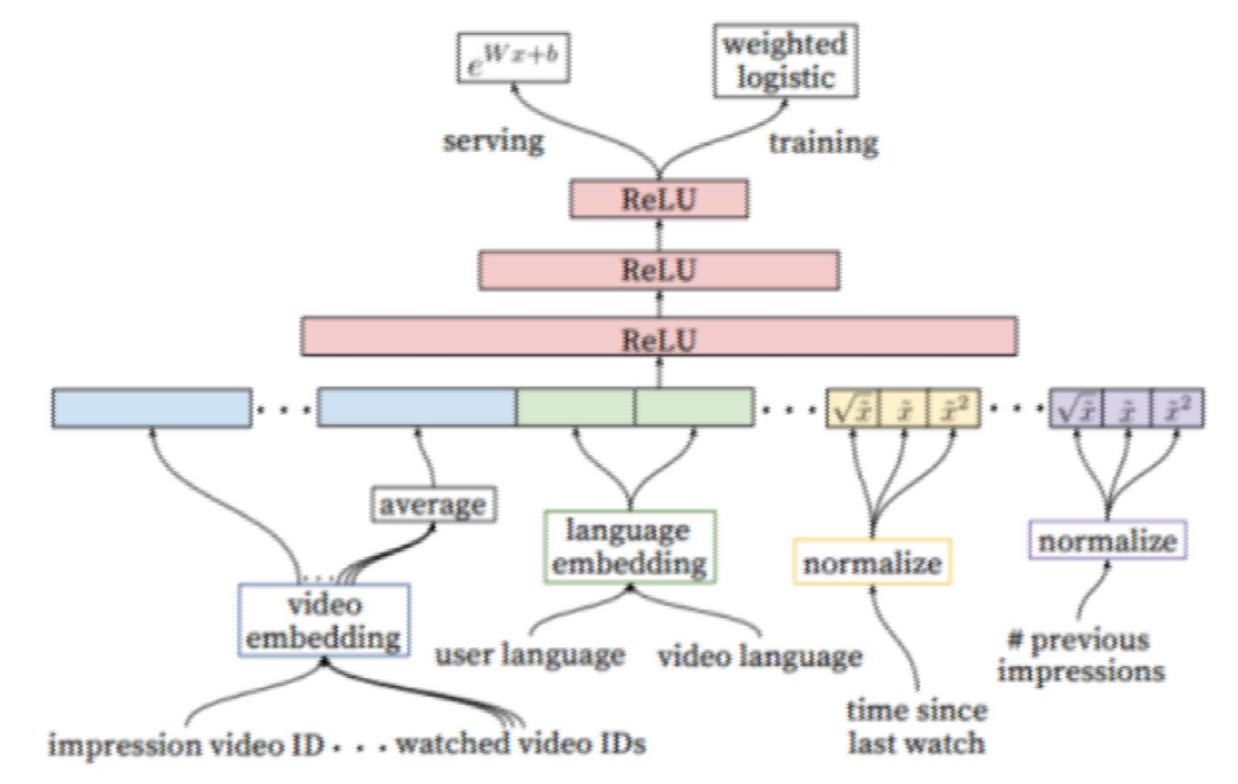 e^{Wx+b}
weighted
logistic
serving
training
ReLU
ReLU
ReLU
. . .
. . .
√x̃ x̃ x̃²
. . .
√x̃ x̃ x̃²
average
language
embedding
normalize
normalize
. . .
video
embedding
user language
video language
# previous
impressions
time since
last watch
impression video ID . . . watched video IDs